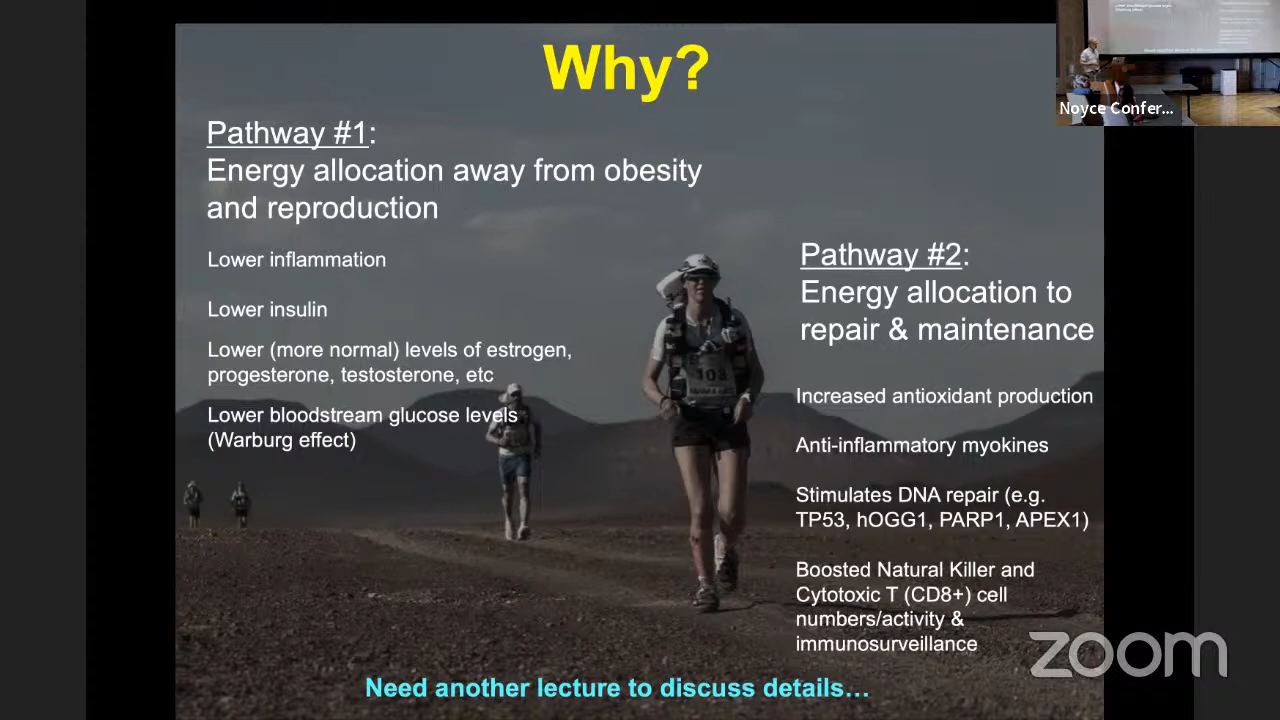 Why?
Pathway #1:
Energy allocation away from obesity
and reproduction
Lower inflammation
Lower insulin
Lower (more normal) levels of estrogen,
progesterone, testosterone, etc
Lower bloodstream glucose levels
(Warburg effect)
Pathway #2:
Energy allocation to
repair & maintenance
Increased antioxidant production
Anti-inflammatory myokines
Stimulates DNA repair (e.g.
TP53, hOGG1, PARP1, APEX1)
Boosted Natural Killer and
Cytotoxic T (CD8+) cell
numbers/activity &
immunosurveillance
Need another lecture to discuss details…
Noyce Confer...
108
zoom